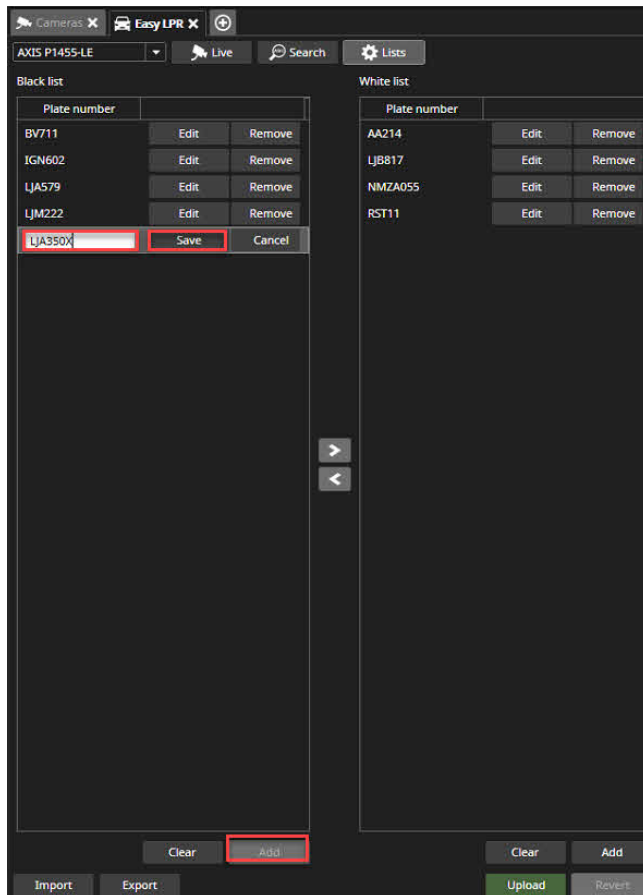 Cameras Easy LPR
AXIS P1455-LE Live Search Lists
Black list White list
Plate number Plate number
BV711 Edit Remove AA214 Edit Remove
IGN602 Edit Remove LJB817 Edit Remove
LJA579 Edit Remove NMZA055 Edit Remove
LJM222 Edit Remove RST11 Edit Remove
LJA350X Save Cancel
>
<
Clear Add Clear Add
Import Export Upload Revert